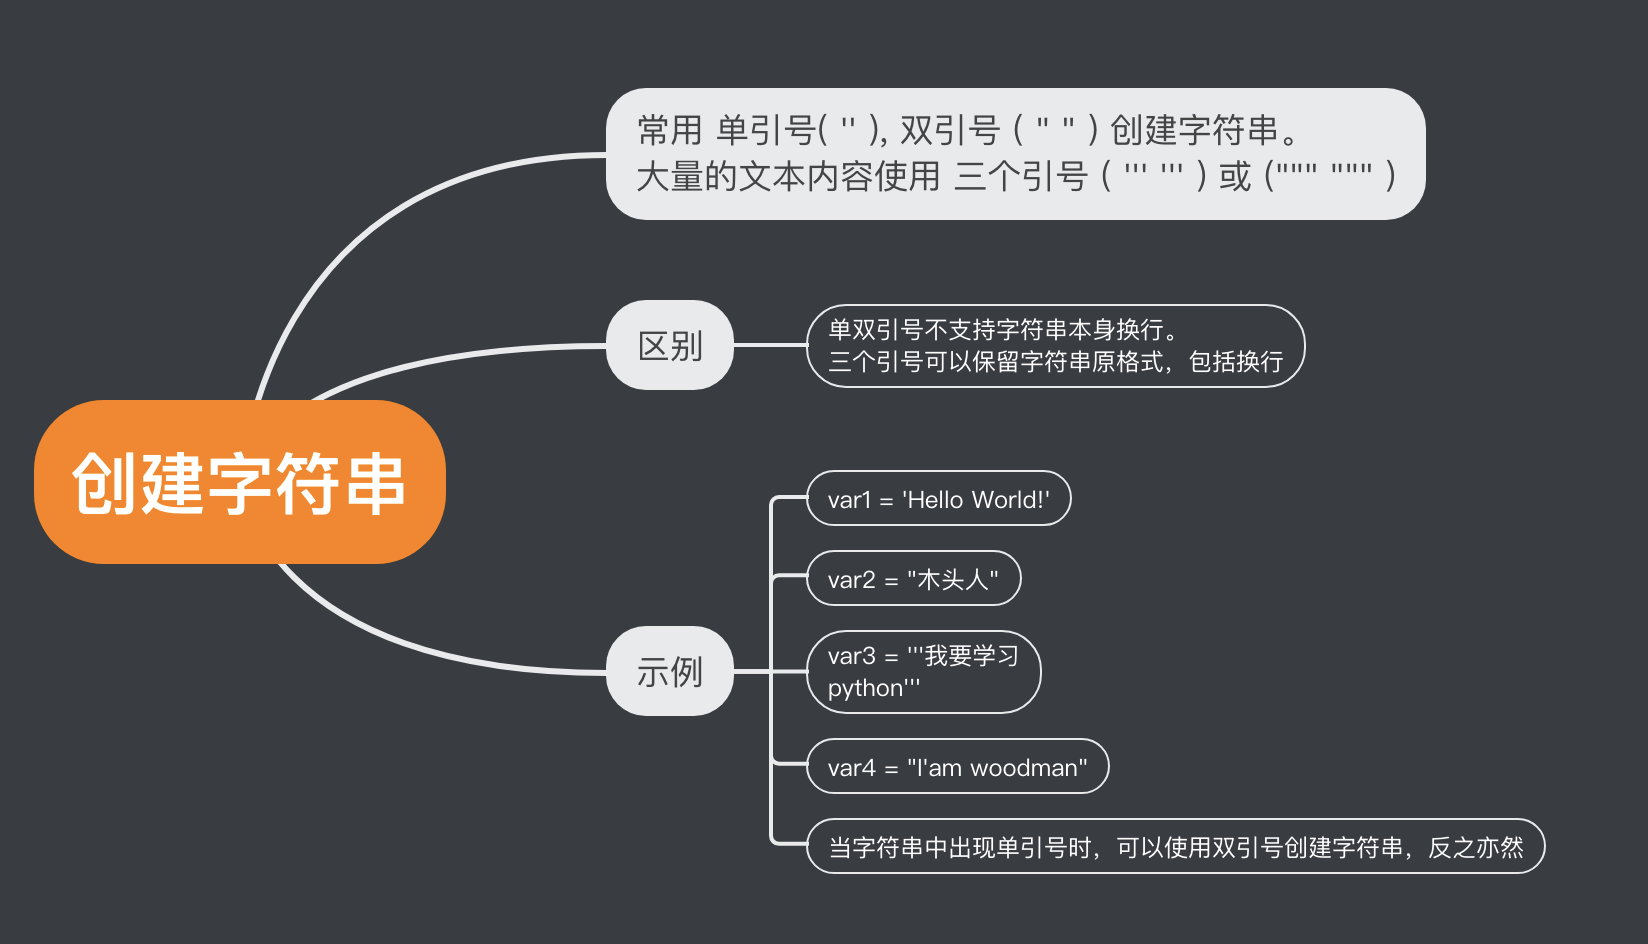 常用 单引号( '' ), 双引号 ( " " ) 创建字符串。
大量的文本内容使用 三个引号 ( ''' ''' ) 或 (""" """ )
区别
单双引号不支持字符串本身换行。
三个引号可以保留字符串原格式，包括换行
创建字符串
示例
var1 = 'Hello World!'
var2 = "木头人"
var3 = '''我要学习
python'''
var4 = "I'am woodman"
当字符串中出现单引号时，可以使用双引号创建字符串，反之亦然